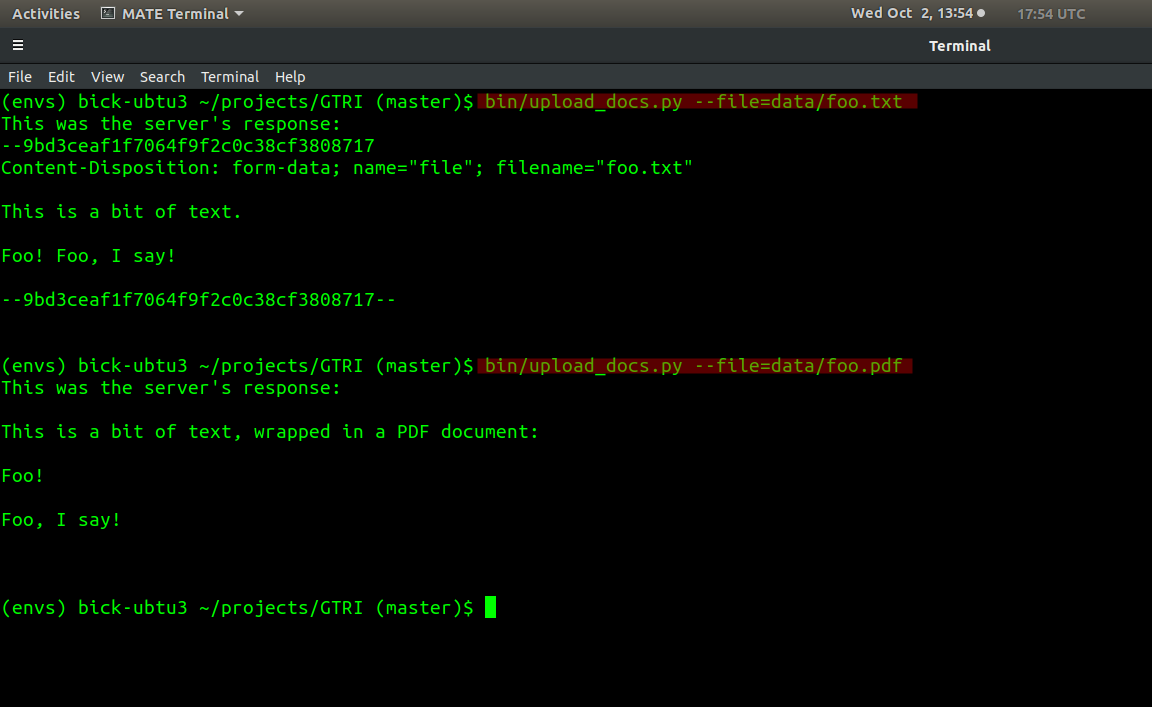 Activities MATE Terminal Wed Oct 2, 13:54 17:54 UTC
Terminal
File Edit View Search Terminal Help
(envs) bick-ubtu3 ~/projects/GTRI (master)$ bin/upload_docs.py --file=data/foo.txt
This was the server's response:
--9bd3ceaf1f7064f9f2c0c38cf3808717
Content-Disposition: form-data; name="file"; filename="foo.txt"
This is a bit of text.
Foo! Foo, I say!
--9bd3ceaf1f7064f9f2c0c38cf3808717--
(envs) bick-ubtu3 ~/projects/GTRI (master)$ bin/upload_docs.py --file=data/foo.pdf
This was the server's response:
This is a bit of text, wrapped in a PDF document:
Foo!
Foo, I say!
(envs) bick-ubtu3 ~/projects/GTRI (master)$